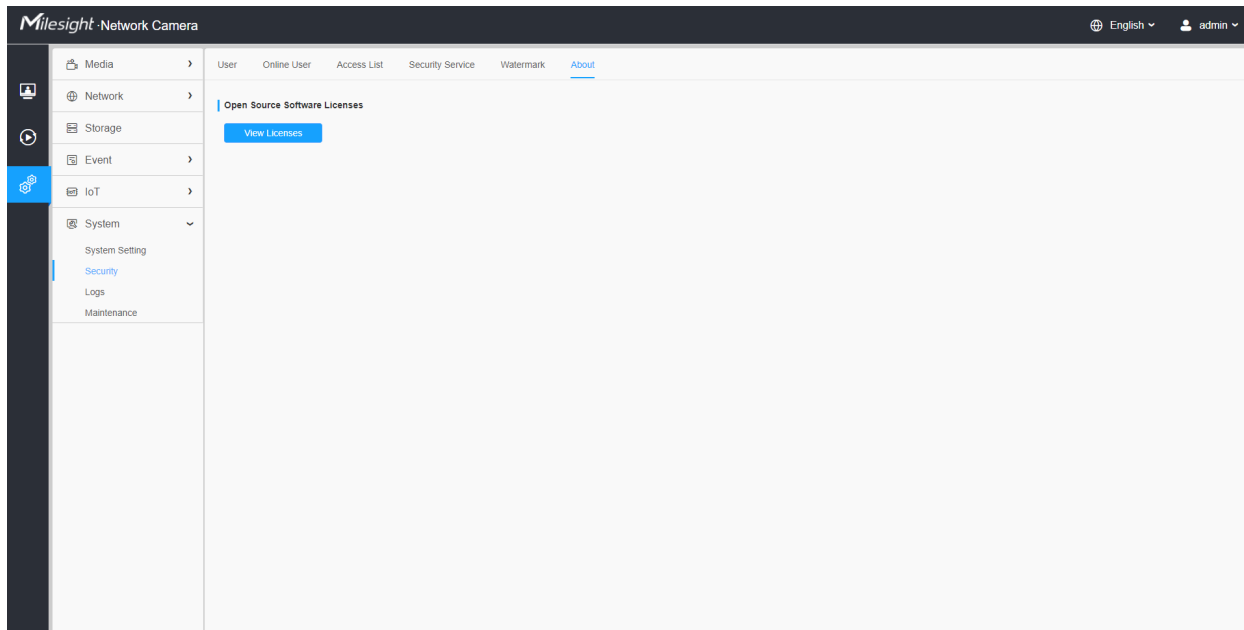 Milesight · Network Camera
English
admin
Media
Network
Storage
Event
IoT
System
System Setting
Security
Logs
Maintenance
User Online User Access List Security Service Watermark About
Open Source Software Licenses
View Licenses